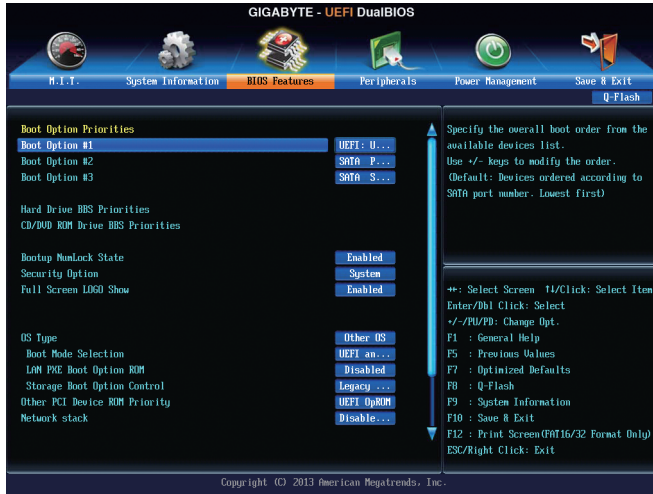 GIGABYTE - UEFI DualBIOS
M.I.T. System Information BIOS Features Peripherals Power Management Save & Exit
Q-Flash
Boot Option Priorities
Boot Option #1 UEFI: U...
Boot Option #2 SATA P...
Boot Option #3 SATA S...
Hard Drive BBS Priorities
CD/DVD ROM Drive BBS Priorities
Bootup NumLock State Enabled
Security Option System
Full Screen LOGO Show Enabled
OS Type Other OS
Boot Mode Selection UEFI an...
LAN PXE Boot Option ROM Disabled
Storage Boot Option Control Legacy ...
Other PCI Device ROM Priority UEFI OpROM
Network stack Disable...
Specify the overall boot order from the
available devices list.
Use +/- keys to modify the order.
(Default: Devices ordered according to
SATA port number. Lowest first)
→←: Select Screen ↑↓/Click: Select Item
Enter/Dbl Click: Select
+/-/PU/PD: Change Opt.
F1 : General Help
F5 : Previous Values
F7 : Optimized Defaults
F8 : Q-Flash
F9 : System Information
F10 : Save & Exit
F12 : Print Screen(FAT16/32 Format Only)
ESC/Right Click: Exit
Copyright (C) 2013 American Megatrends, Inc.